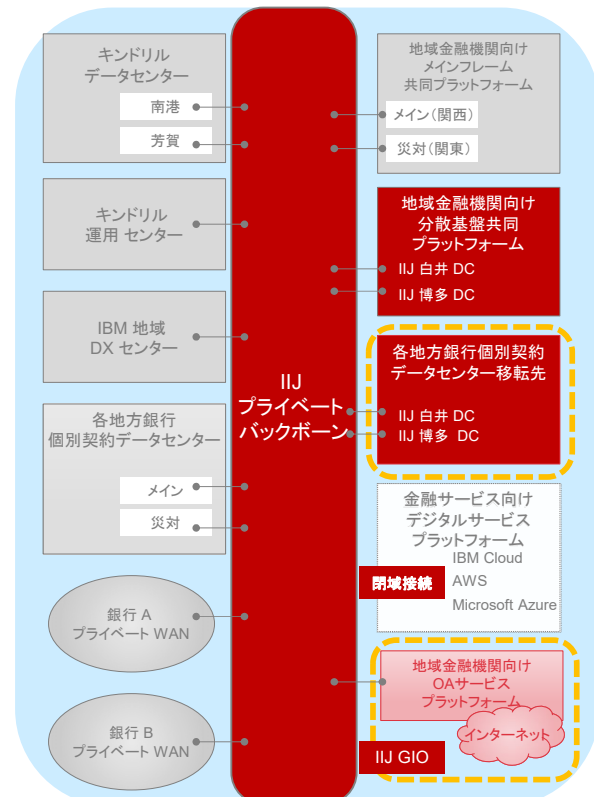 キンドリル
データセンター
南港
芳賀
キンドリル
運用 センター
IBM 地域
DX センター
各地方銀行
個別契約データセンター
メイン
災対
銀行 A
プライベート WAN
銀行 B
プライベート WAN
IIJ
プライベート
バックボーン
地域金融機関向け
メインフレーム
共同プラットフォーム
メイン(関西)
災対(関東)
地域金融機関向け
分散基盤共同
プラットフォーム
IIJ 白井 DC
IIJ 博多 DC
各地方銀行個別契約
データセンター移転先
IIJ 白井 DC
IIJ 博多 DC
金融サービス向け
デジタルサービス
プラットフォーム
IBM Cloud
閉域接続
AWS
Microsoft Azure
地域金融機関向け
OAサービス
プラットフォーム
インターネット
IIJ GIO